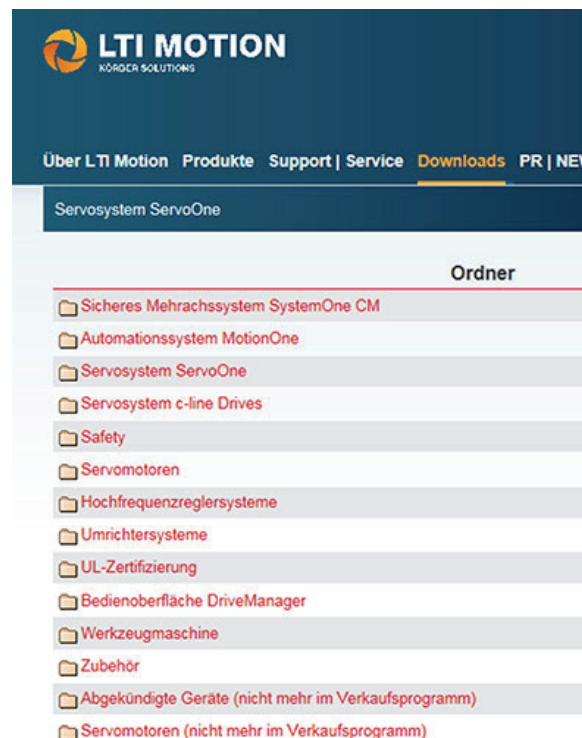 LTI MOTION
KÖRGER SOLUTIONS
Über LTI Motion Produkte Support | Service Downloads PR | NEW
Servosystem ServoOne
Ordner
Sicheres Mehrachssystem SystemOne CM
Automationssystem MotionOne
Servosystem ServoOne
Servosystem c-line Drives
Safety
Servomotoren
Hochfrequenzreglersysteme
Umrichtersysteme
UL-Zertifizierung
Bedienoberfläche DriveManager
Werkzeugmaschine
Zubehör
Abgekündigte Geräte (nicht mehr im Verkaufsprogramm)
Servomotoren (nicht mehr im Verkaufsprogramm)